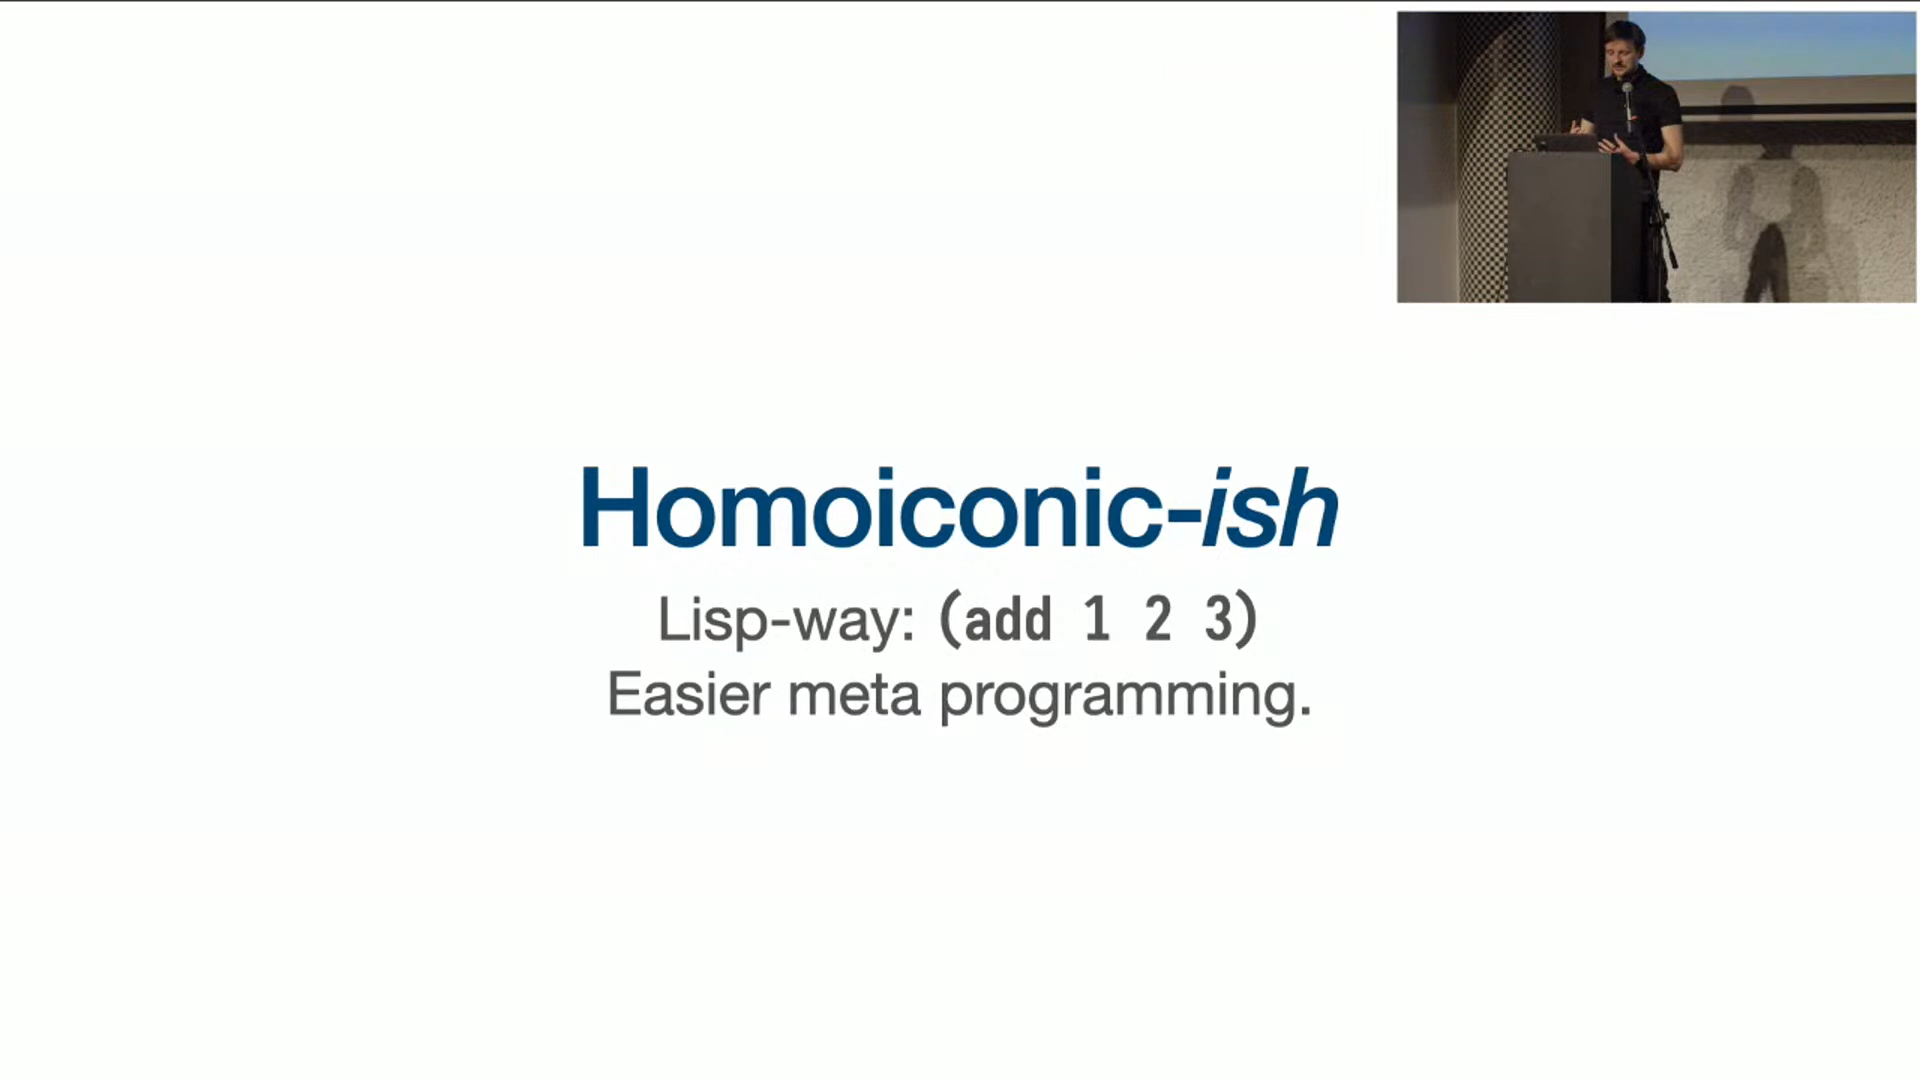 Homoiconic-ish
Lisp-way: (add 1 2 3)
Easier meta programming.